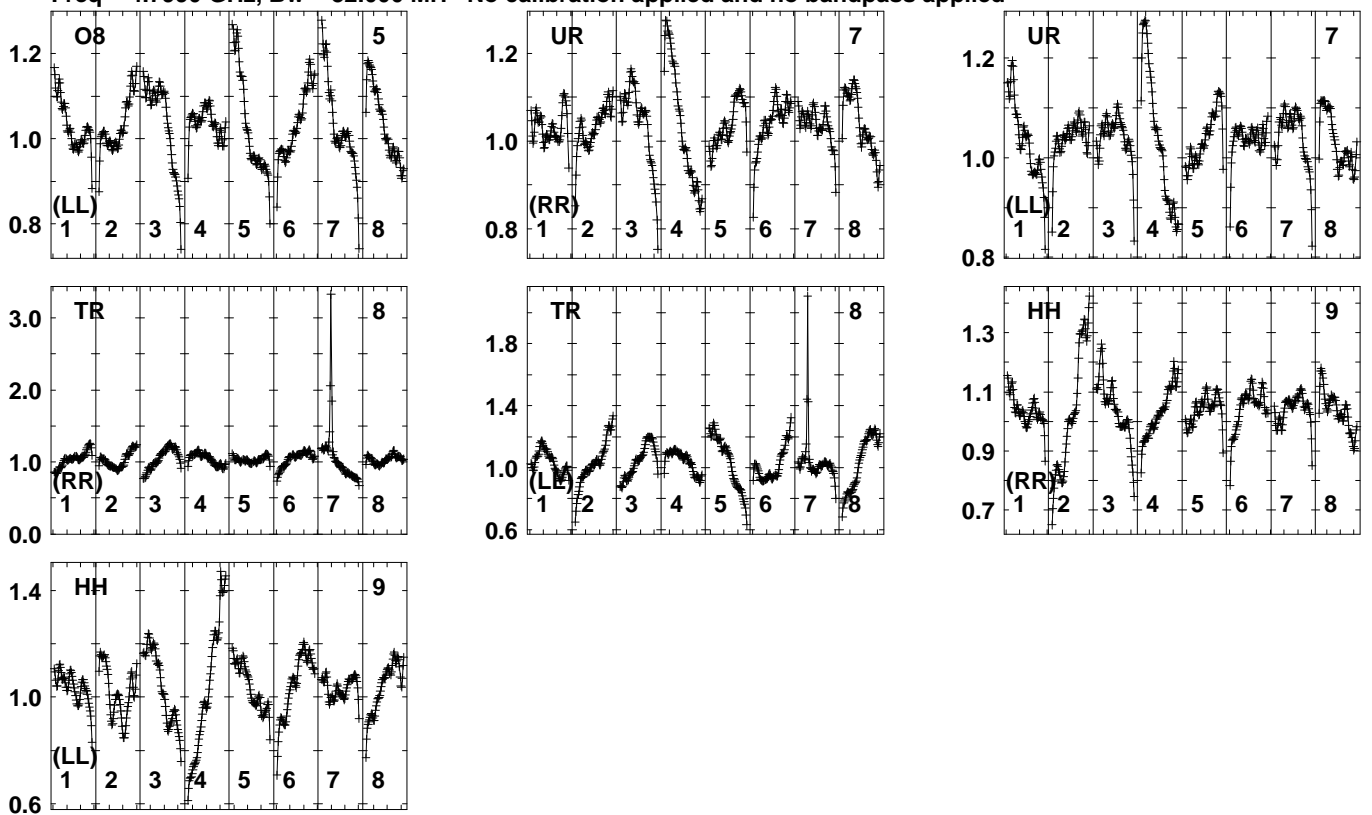 No calibration applied and no bandpass applied
1.2
1.0
0.8
O8 5
(LL)
1 2 3 4 5 6 7 8
1.2
1.0
0.8
UR 7
(RR)
1 2 3 4 5 6 7 8
1.2
1.0
0.8
UR 7
(LL)
1 2 3 4 5 6 7 8
3.0
2.0
1.0
0.0
TR 8
(RR)
1 2 3 4 5 6 7 8
1.8
1.4
1.0
0.6
TR 8
(LL)
1 2 3 4 5 6 7 8
1.3
1.1
0.9
0.7
HH 9
(RR)
1 2 3 4 5 6 7 8
1.4
1.0
0.6
HH 9
(LL)
1 2 3 4 5 6 7 8